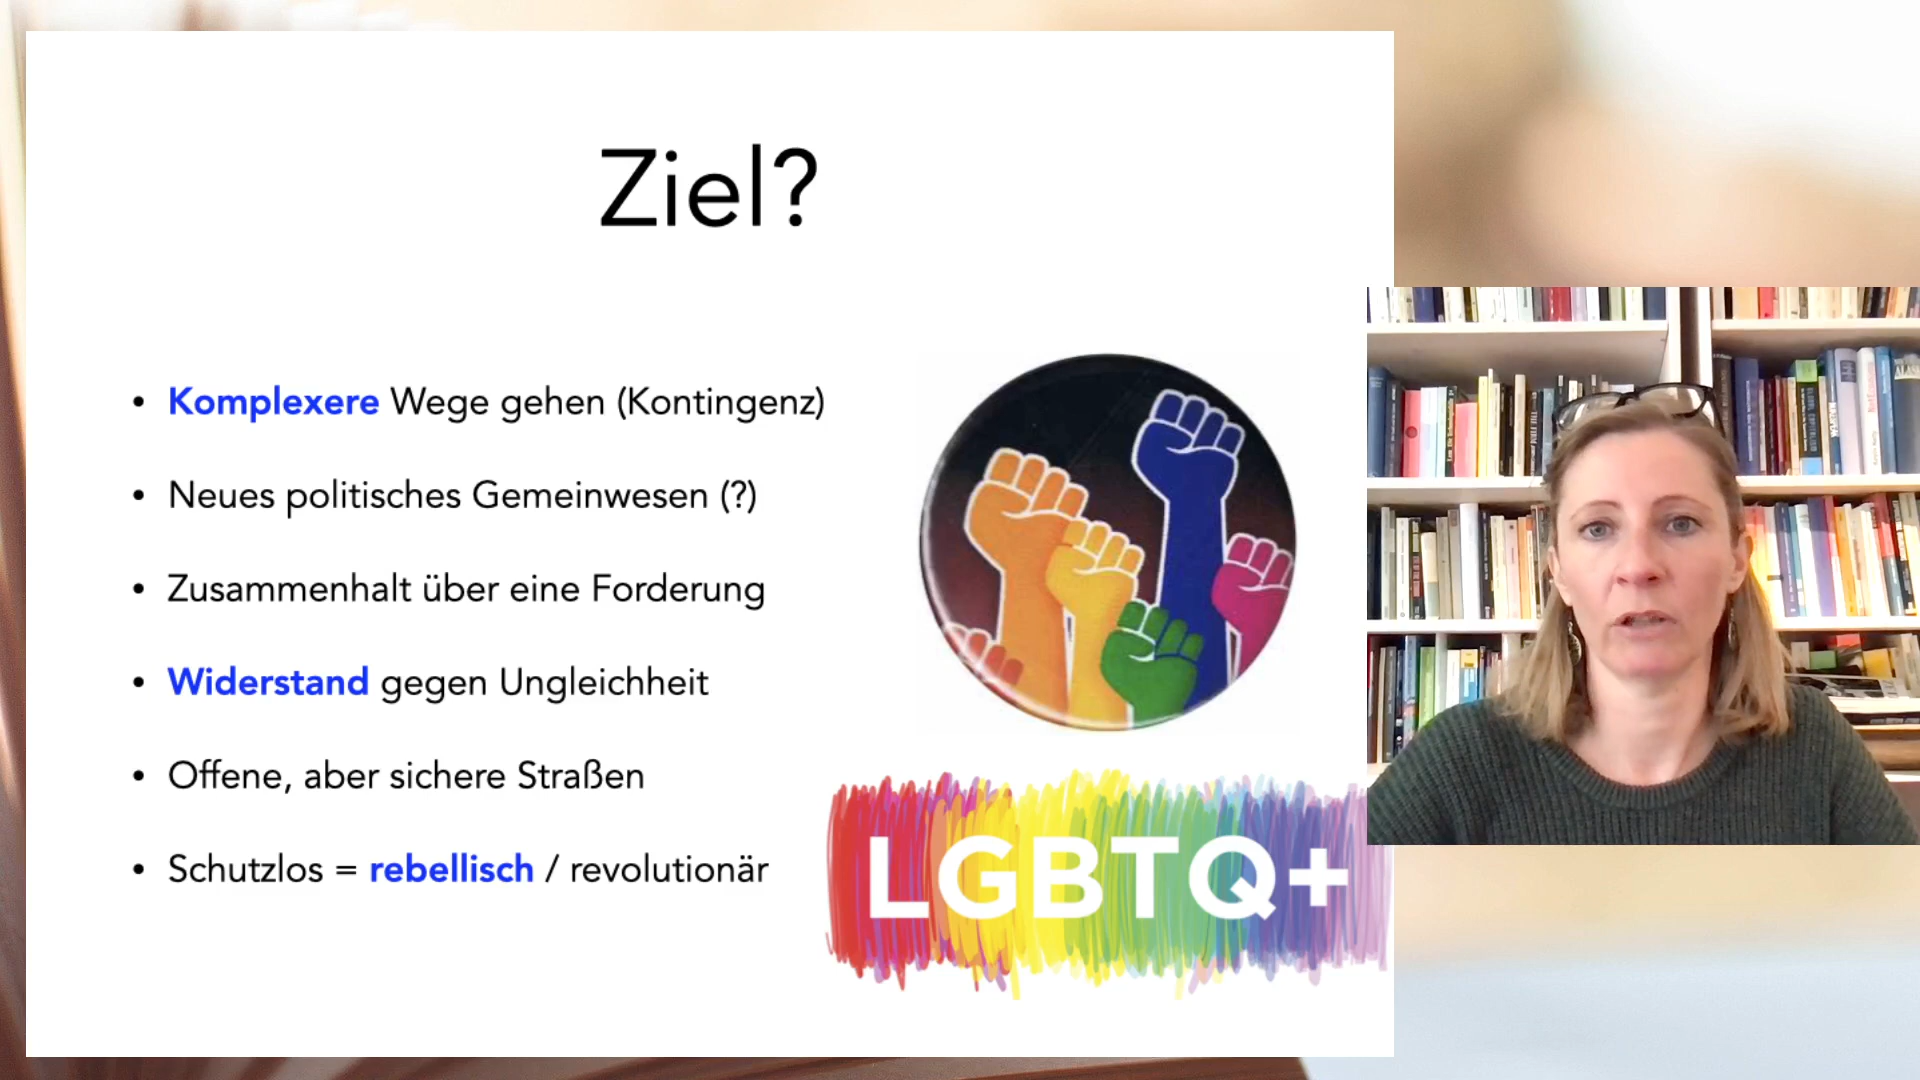 Ziel?
• Komplexere Wege gehen (Kontingenz)
• Neues politisches Gemeinwesen (?)
• Zusammenhalt über eine Forderung
• Widerstand gegen Ungleichheit
• Offene, aber sichere Straßen
• Schutzlos = rebellisch / revolutionär
LGBTQ+